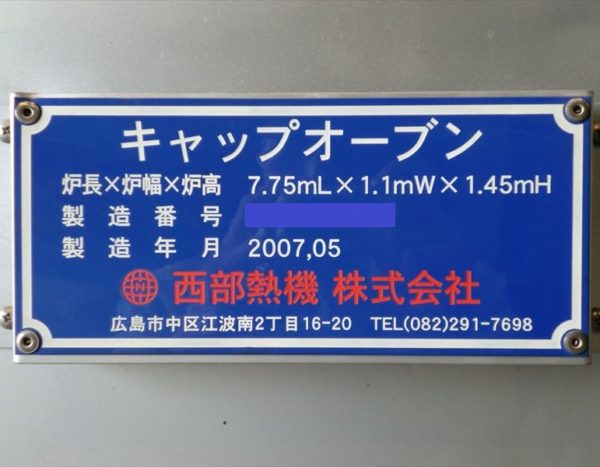 キャップオーブン
炉長×炉幅×炉高 7.75mL×1.1mW×1.45mH
製造番号
製造年月 2007,05
西部熱機 株式会社
広島市中区江波南2丁目16-20 TEL(082)291-7698